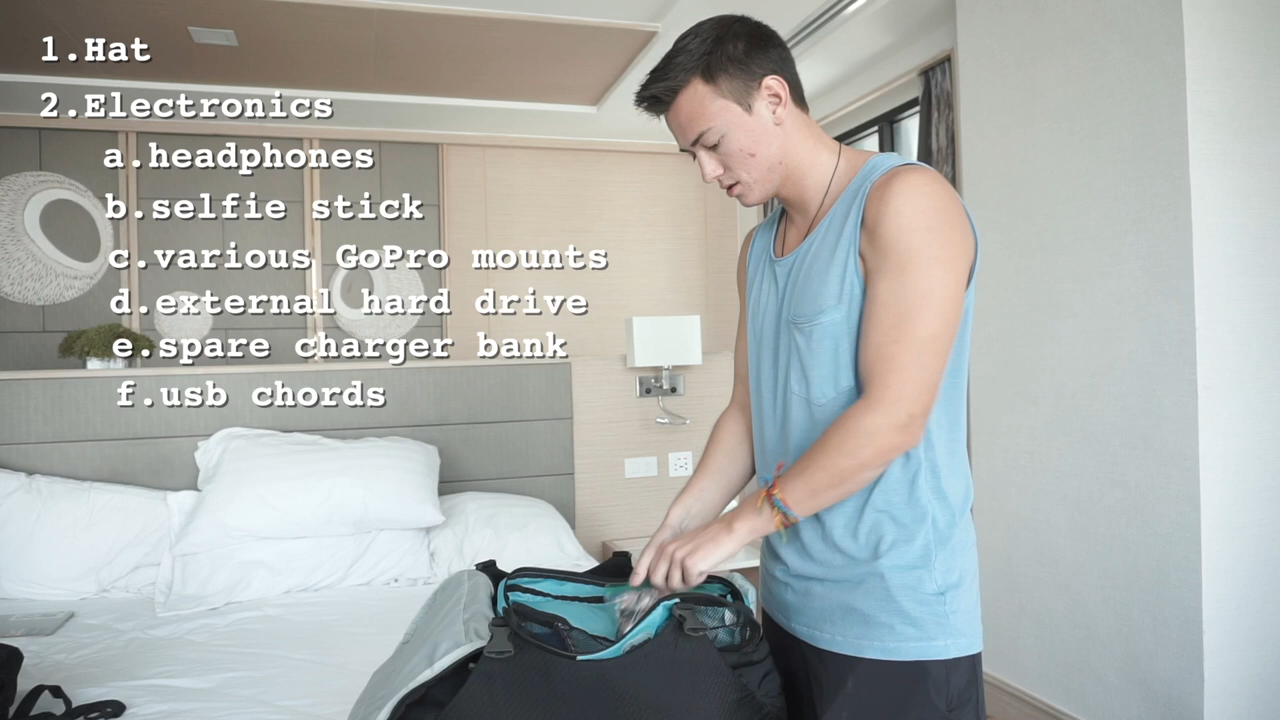 1.Hat
2.Electronics
a.headphones
b.selfie stick
c.various GoPro mounts
d.external hard drive
e.spare charger bank
f.usb chords